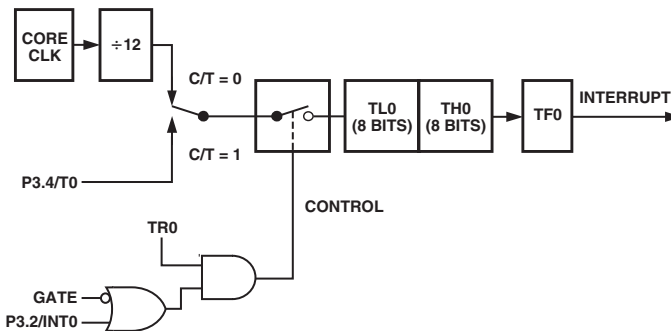 CORE
CLK
÷12
C/T = 0
C/T = 1
P3.4/T0
TL0
(8 BITS)
TH0
(8 BITS)
TF0
INTERRUPT
CONTROL
TR0
GATE
P3.2/INT0